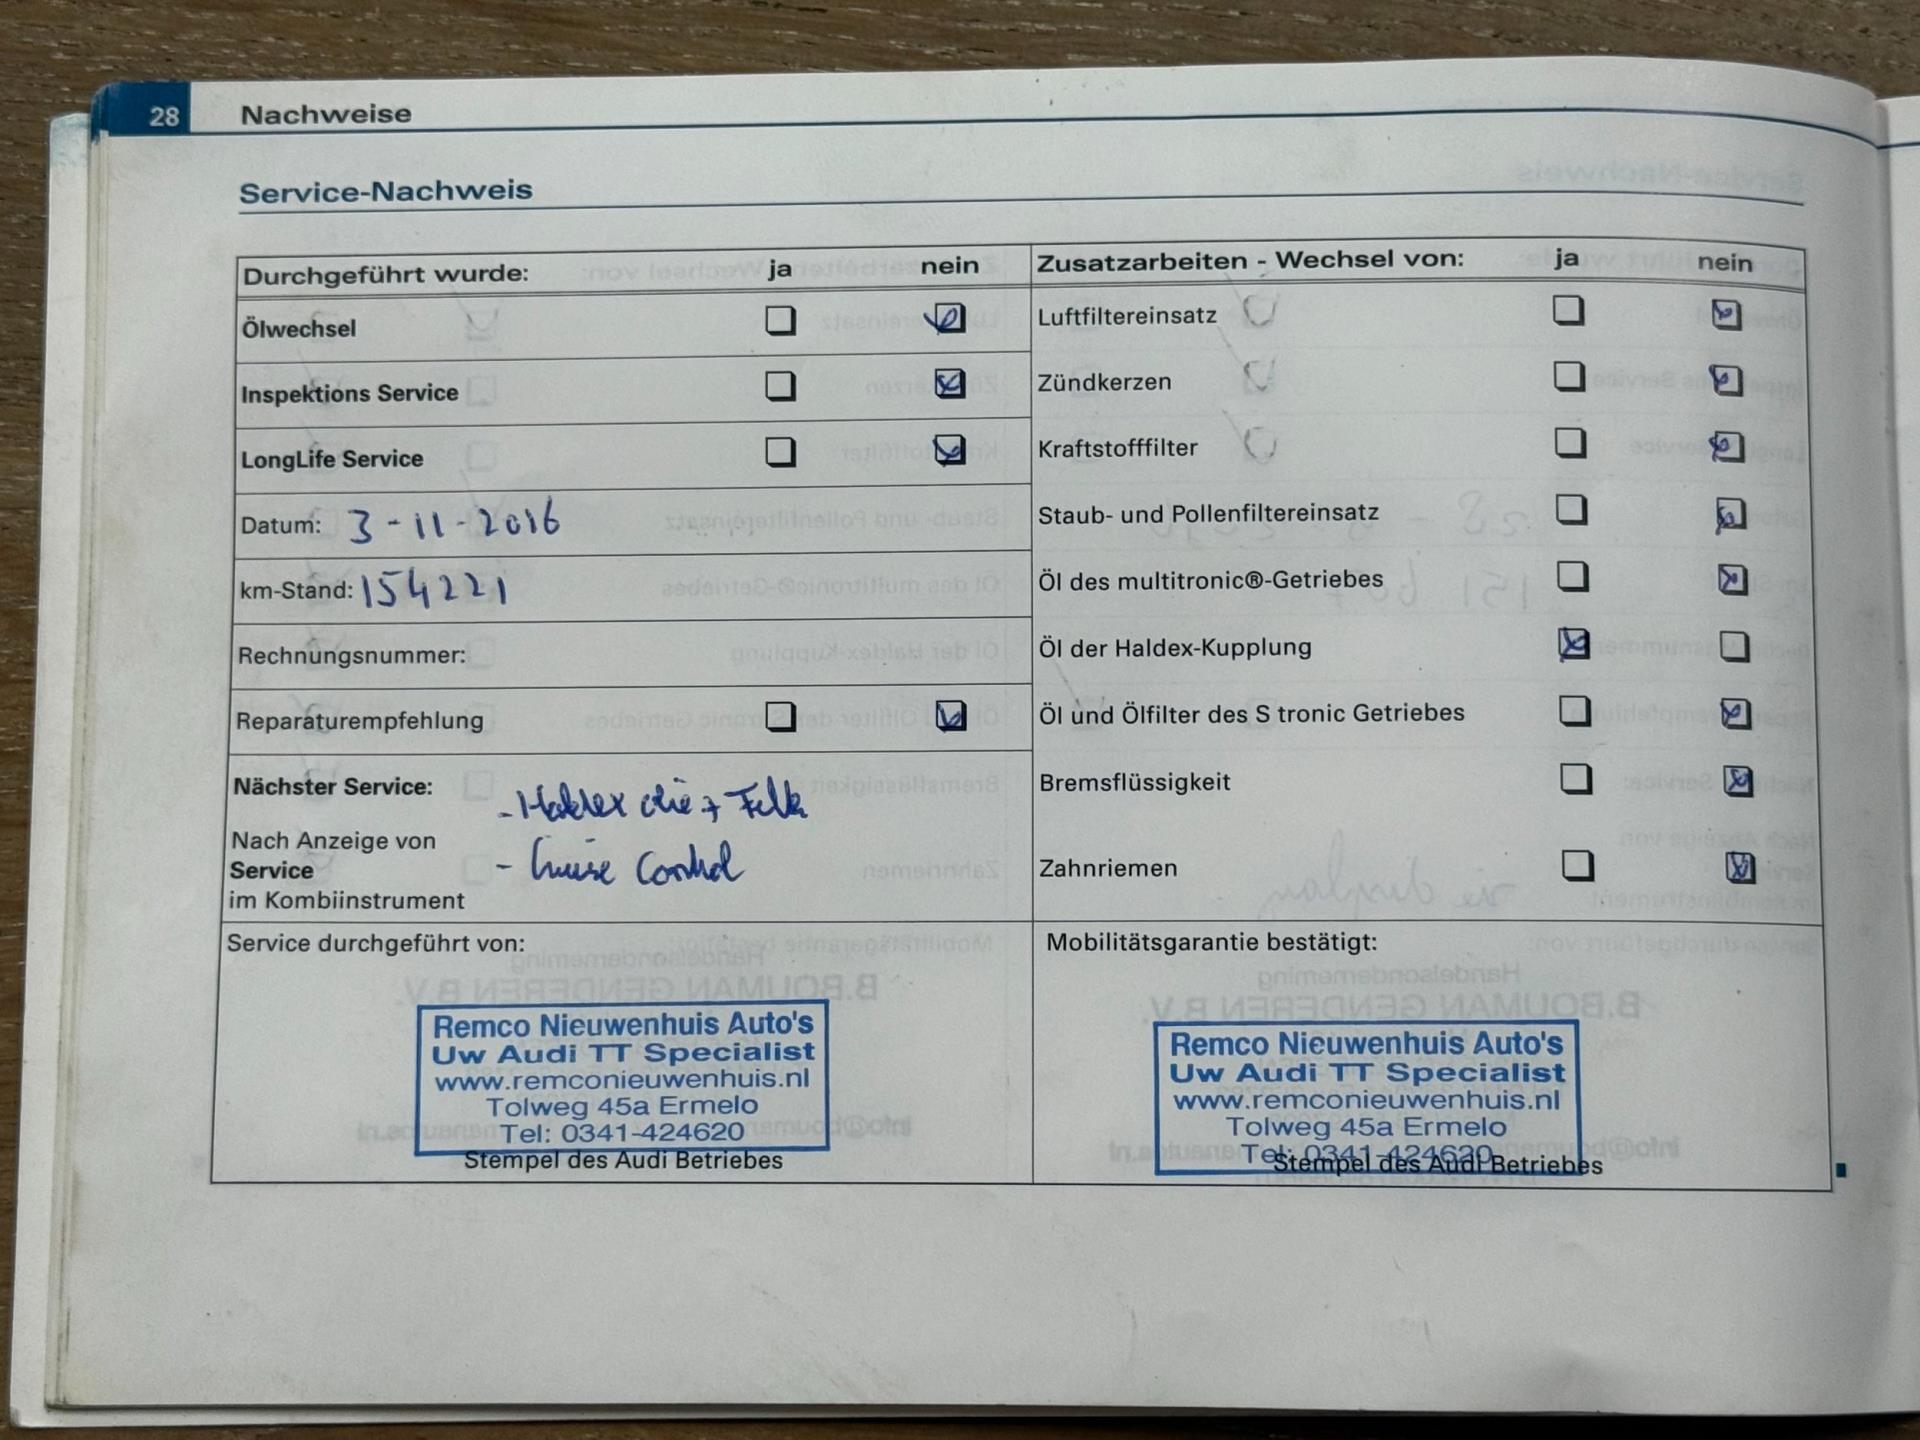 28 Nachweise
Service-Nachweis
Durchgeführt wurde: ja nein
Ölwechsel
Inspektions Service
LongLife Service
Datum: 3-11-2016
km-Stand: 154221
Rechnungsnummer:
Reparaturempfehlung
Nächster Service:
Nach Anzeige von
Service
im Kombiinstrument
- Haldex olie +
- Cruise Control
Zusatzarbeiten - Wechsel von: ja nein
Luftfiltereinsatz
Zündkerzen
Kraftstofffilter
Staub- und Pollenfiltereinsatz
Öl des multitronic®-Getriebes
Öl der Haldex-Kupplung
Öl und Ölfilter des S tronic Getriebes
Bremsflüssigkeit
Zahnriemen
Service durchgeführt von:
Remco Nieuwenhuis Auto's
Uw Audi TT Specialist
www.remconieuwenhuis.nl
Tolweg 45a Ermelo
Tel: 0341-424620
Stempel des Audi Betriebes
Mobilitätsgarantie bestätigt:
Remco Nieuwenhuis Auto's
Uw Audi TT Specialist
www.remconieuwenhuis.nl
Tolweg 45a Ermelo
Tel: 0341-424620
Stempel des Audi Betriebes